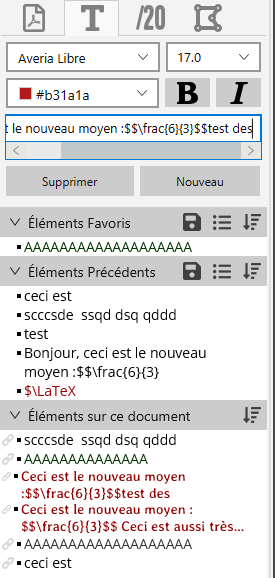 T /20
Averia Libre 17.0
#b31a1a B I
t le nouveau moyen :$$\frac{6}{3}$$test des
Supprimer Nouveau
Éléments Favoris
AAAAAAAAAAAAAAAAAAAA
Éléments Précédents
ceci est
scccsde ssqd dsq qddd
test
Bonjour, ceci est le nouveau
moyen :$$\frac{6}{3}
$\LaTeX
Éléments sur ce document
scccsde ssqd dsq qddd
AAAAAAAAAAAAAAA
Ceci est le nouveau moyen
:$$\frac{6}{3}$$test des
Ceci est le nouveau moyen :
$$\frac{6}{3}$$ Ceci est aussi très...
AAAAAAAAAAAAAAAAAAAA
ceci est